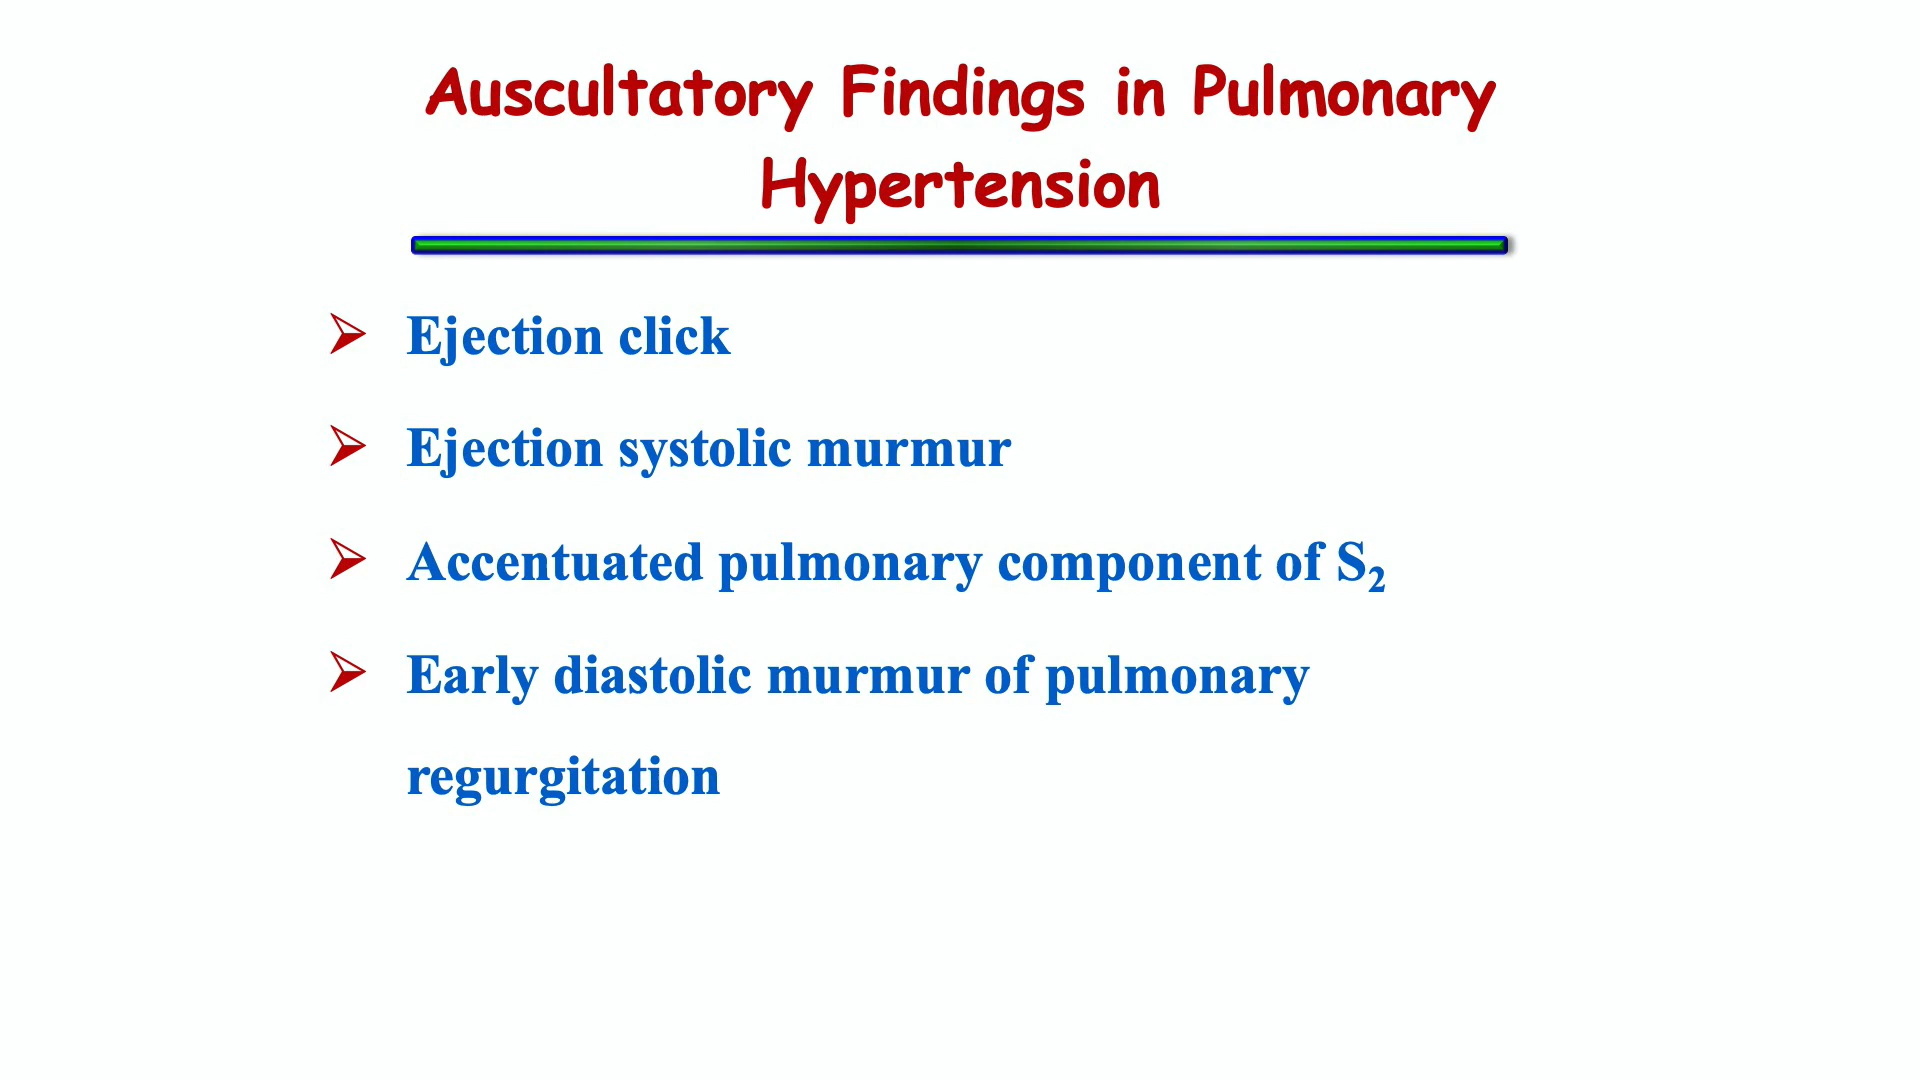 Auscultatory Findings in Pulmonary
Hypertension
Ejection click
Ejection systolic murmur
Accentuated pulmonary component of S₂
Early diastolic murmur of pulmonary
regurgitation